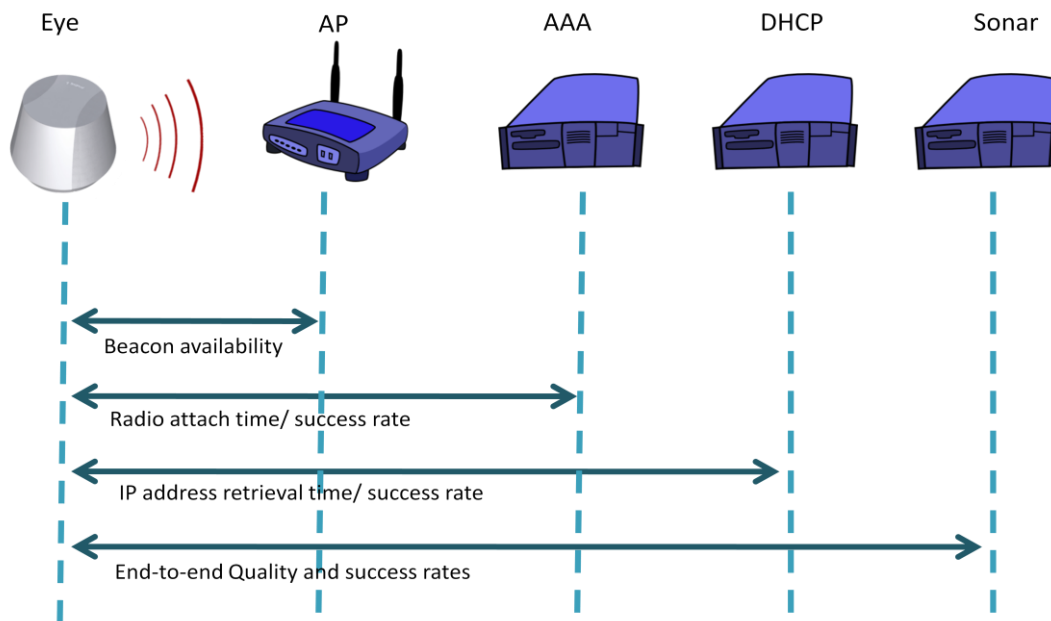 Eye
AP
AAA
DHCP
Sonar
Beacon availability
Radio attach time/ success rate
IP address retrieval time/ success rate
End-to-end Quality and success rates